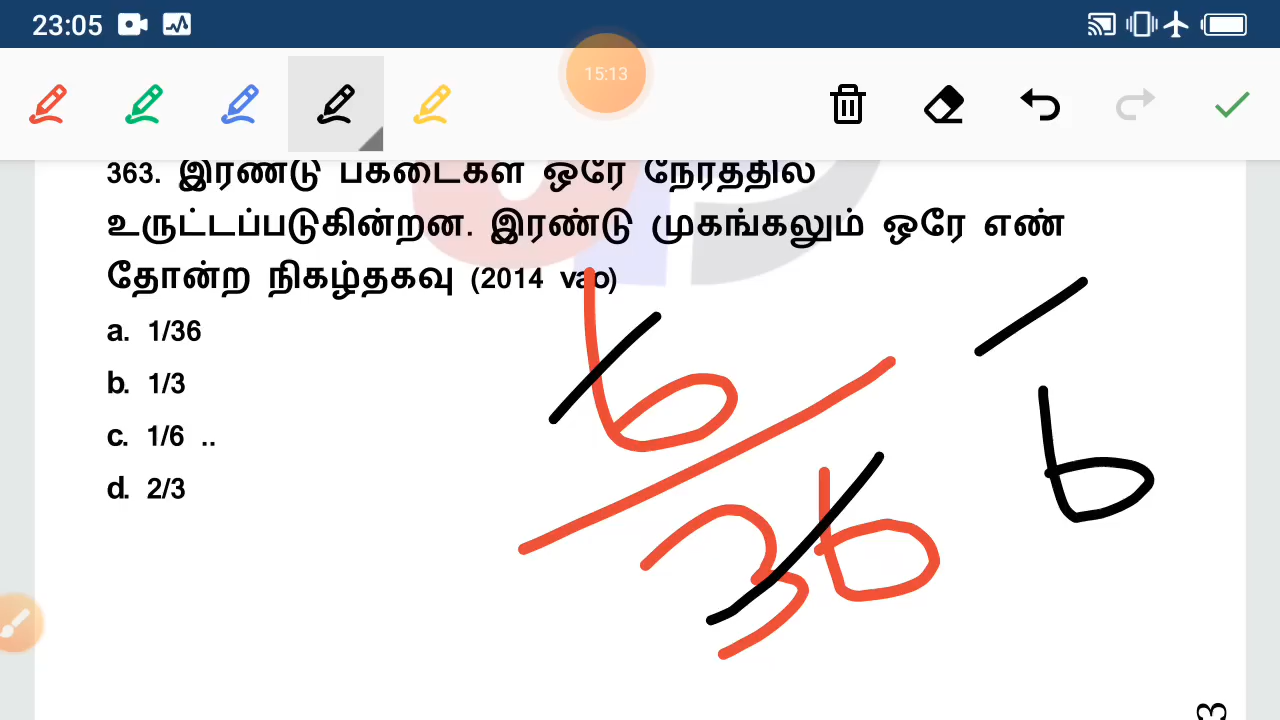 23:05
15:13
363. இரண்டு பகடைகள் ஒரே நேரத்தில்
உருட்டப்படுகின்றன. இரண்டு முகங்கலும் ஒரே எண்
தோன்ற நிகழ்தகவு (2014 vao)
a. 1/36
b. 1/3
c. 1/6 ..
d. 2/3
6
36
6
3